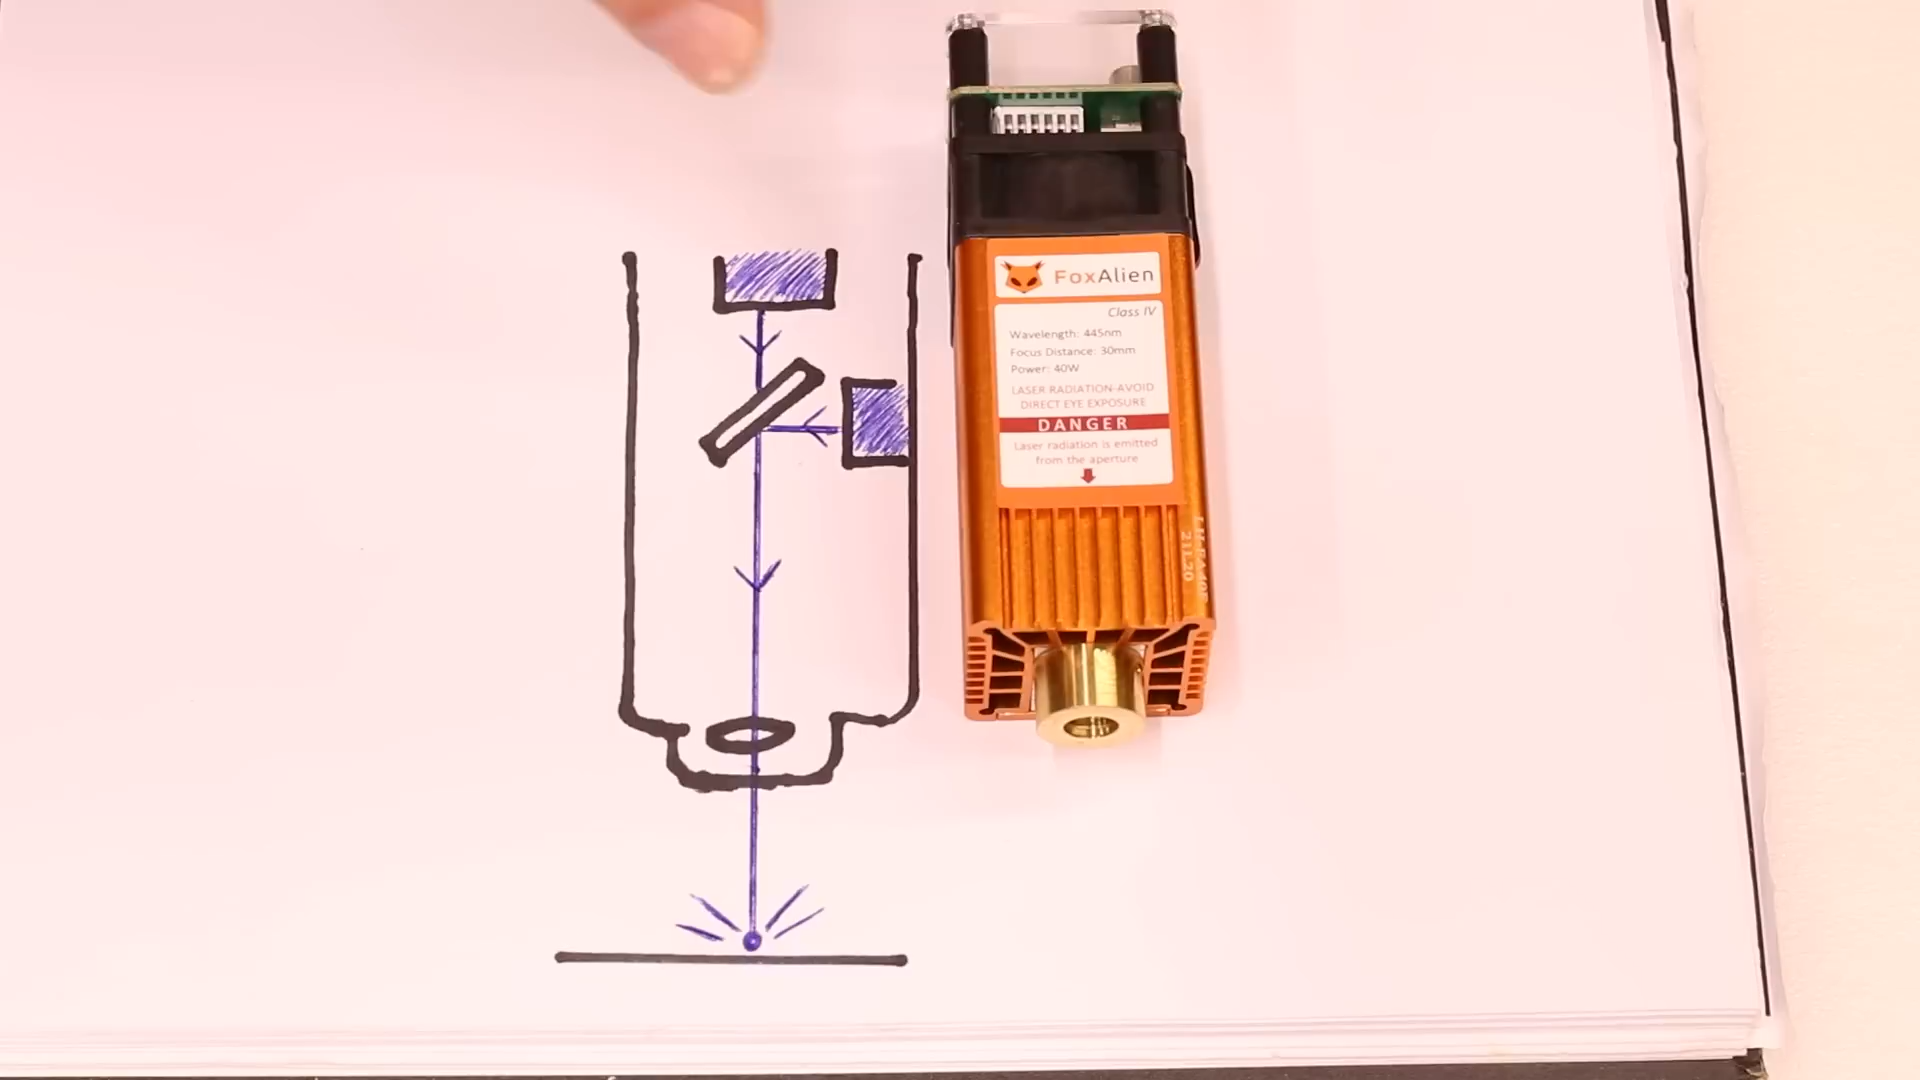 FoxAlien
Class IV
Wavelength: 445nm
Focus Distance: 30mm
Power: 40W
LASER RADIATION-AVOID
DIRECT EYE EXPOSURE
DANGER
Laser radiation is emitted
from the aperture